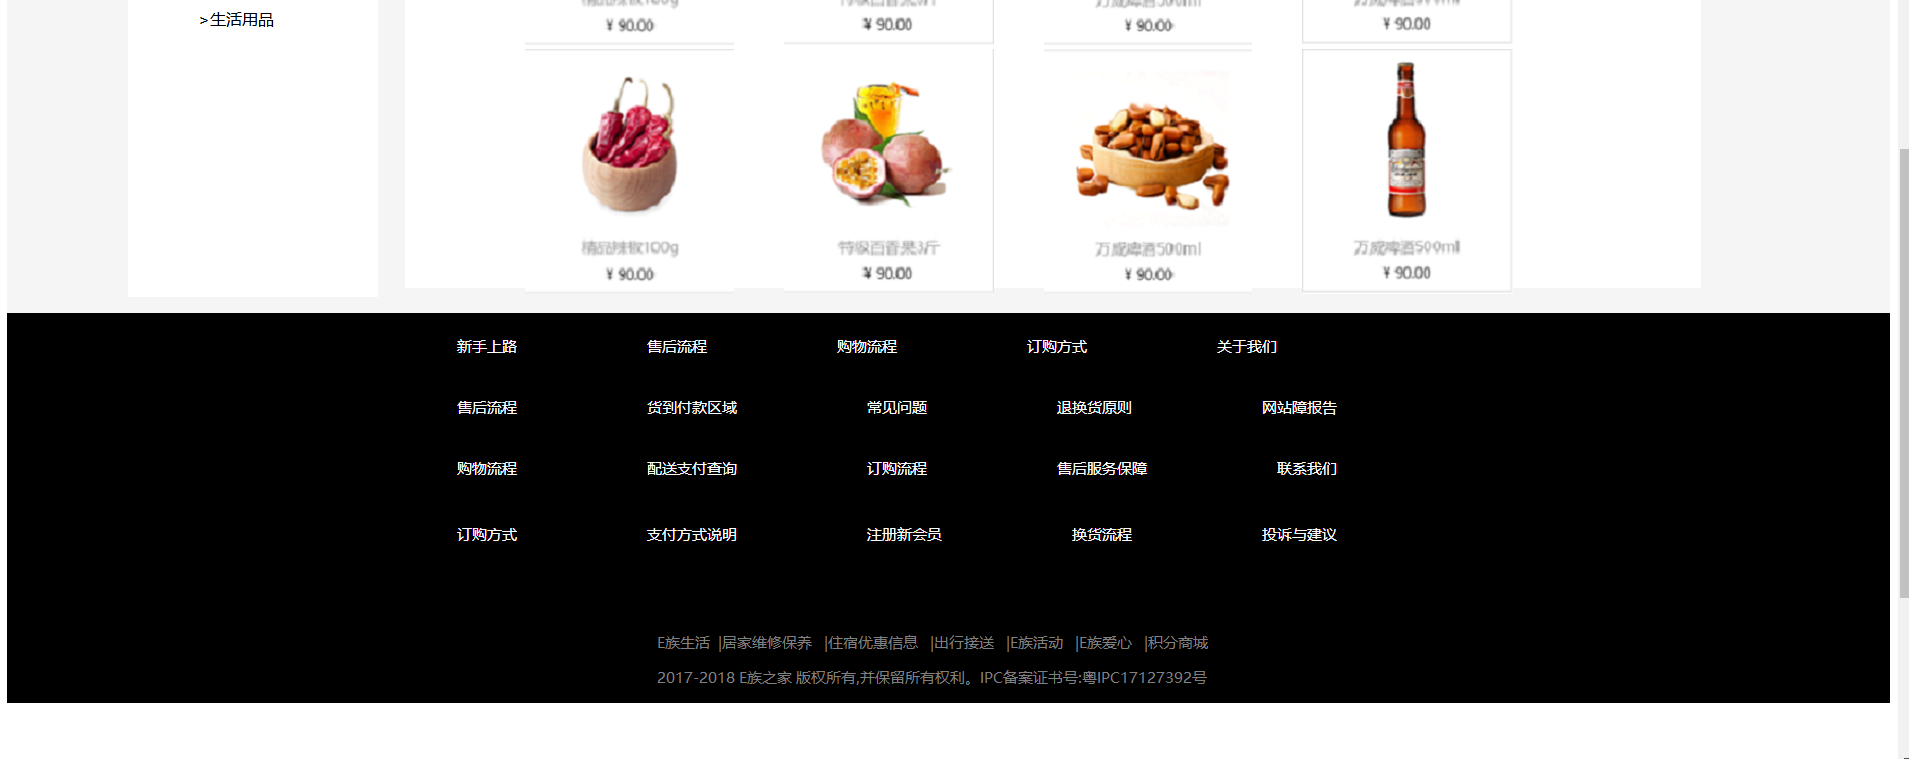 >生活用品
¥ 90.00 ¥ 90.00 ¥ 90.00 ¥ 90.00
精品辣椒100g 特级百香果3斤 万威啤酒500ml 万威啤酒500ml
¥ 90.00 ¥ 90.00 ¥ 90.00 ¥ 90.00
新手上路 售后流程 购物流程 订购方式 关于我们
售后流程 货到付款区域 常见问题 退换货原则 网站障报告
购物流程 配送支付查询 订购流程 售后服务保障 联系我们
订购方式 支付方式说明 注册新会员 换货流程 投诉与建议
E族生活 |居家维修保养 |住宿优惠信息 |出行接送 |E族活动 |E族爱心 |积分商城
2017-2018 E族之家 版权所有,并保留所有权利。IPC备案证书号:粤IPC17127392号